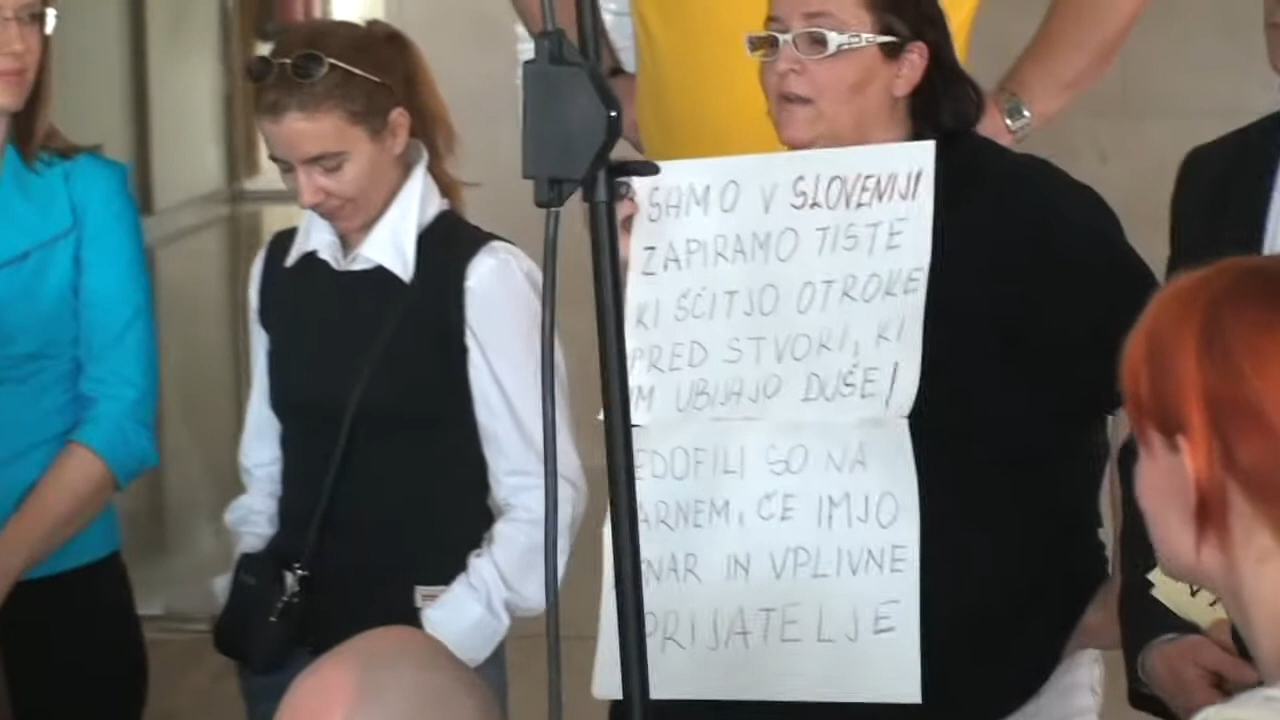 SAMO V SLOVENIJI
ZAPIRAMO TISTE
KI ŠČITJO OTROKE
PRED STVORI, KI
UBIJAJO DUŠE!
EDOFILI SO NA
ARNEM, ČE IMJO
NAR IN VPLIVNE
PRIJATELJE